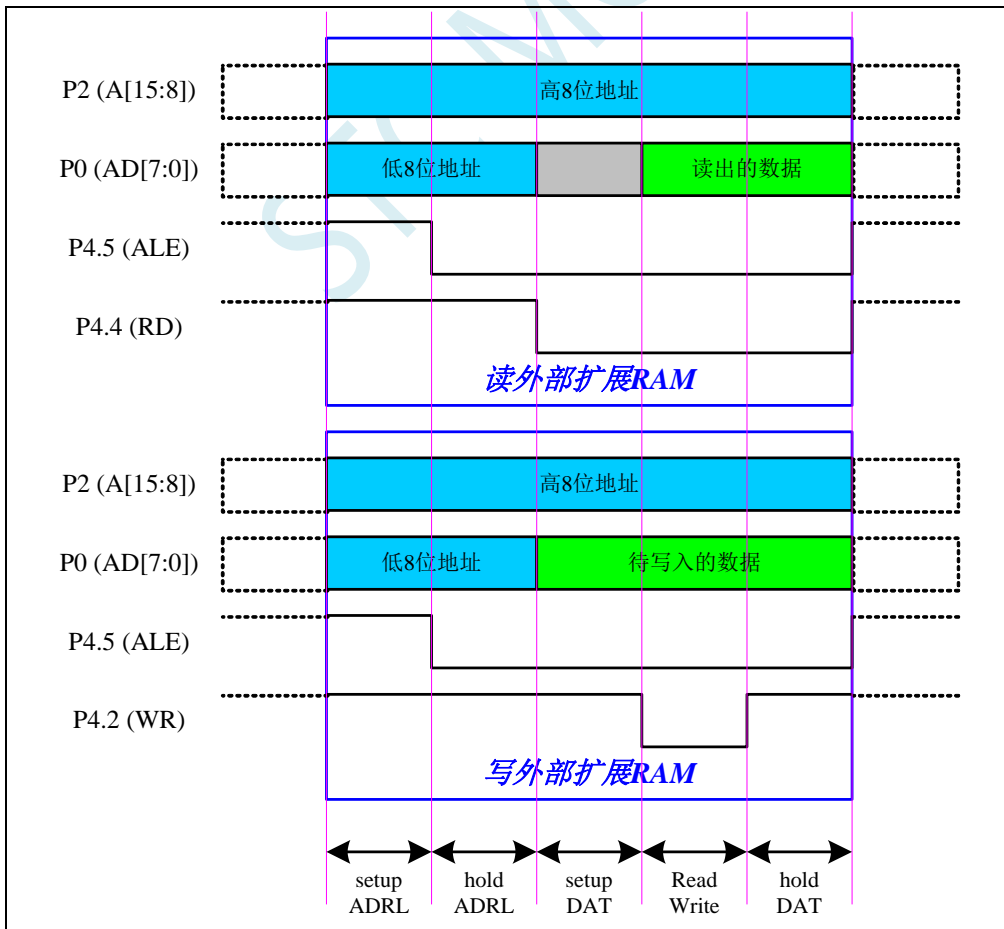 P2 (A[15:8])
高8位地址
P0 (AD[7:0])
低8位地址
读出的数据
P4.5 (ALE)
P4.4 (RD)
读外部扩展RAM
P2 (A[15:8])
高8位地址
P0 (AD[7:0])
低8位地址
待写入的数据
P4.5 (ALE)
P4.2 (WR)
写外部扩展RAM
setup
ADRL
hold
ADRL
setup
DAT
Read
Write
hold
DAT